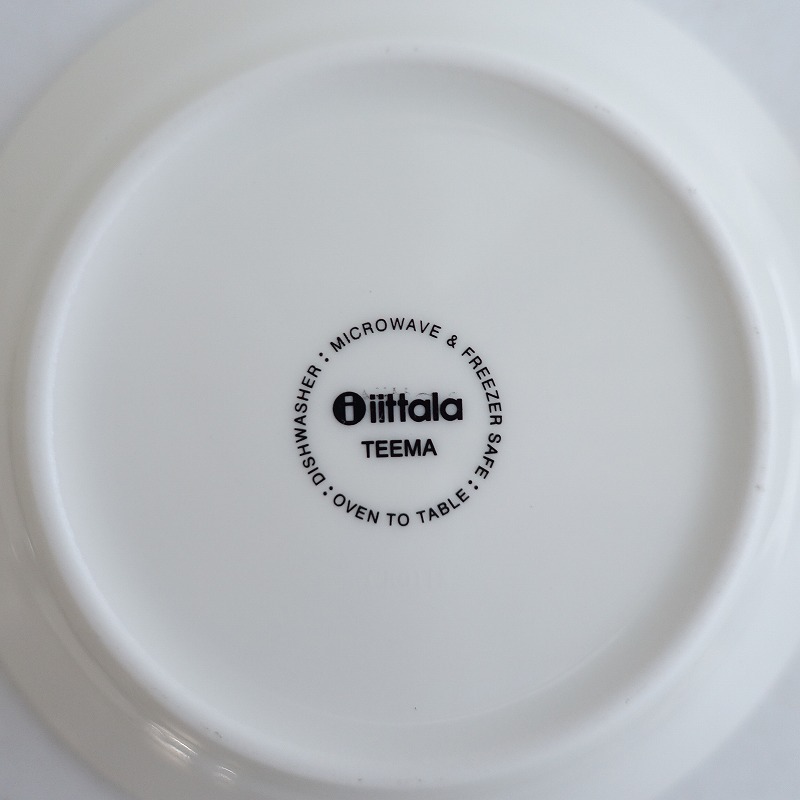 DISHWASHER : MICROWAVE & FREEZER SAFE : OVEN TO TABLE :
i iittala
TEEMA